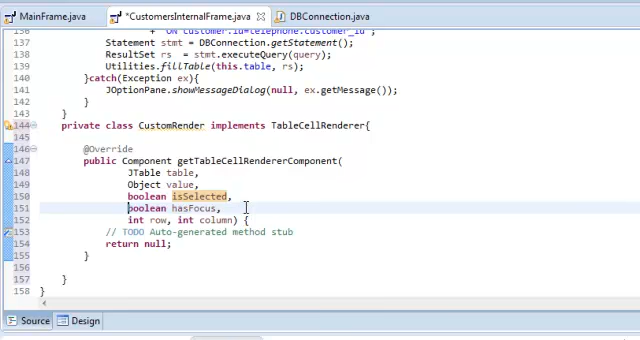 MainFrame.java *CustomersInternalFrame.java DBConnection.java
136 + "ON customer.id=telephone.customer_id";
137 Statement stmt = DBConnection.getStatement();
138 ResultSet rs = stmt.executeQuery(query);
139 Utilities.fillTable(this.table, rs);
140 }catch(Exception ex){
141 JOptionPane.showMessageDialog(null, ex.getMessage());
142 }
143 }
144 private class CustomRender implements TableCellRenderer{
145
146 @Override
147 public Component getTableCellRendererComponent(
148 JTable table,
149 Object value,
150 boolean isSelected,
151 boolean hasFocus,
152 int row, int column) {
153 // TODO Auto-generated method stub
154 return null;
155 }
156
157 }
158 }
Source Design